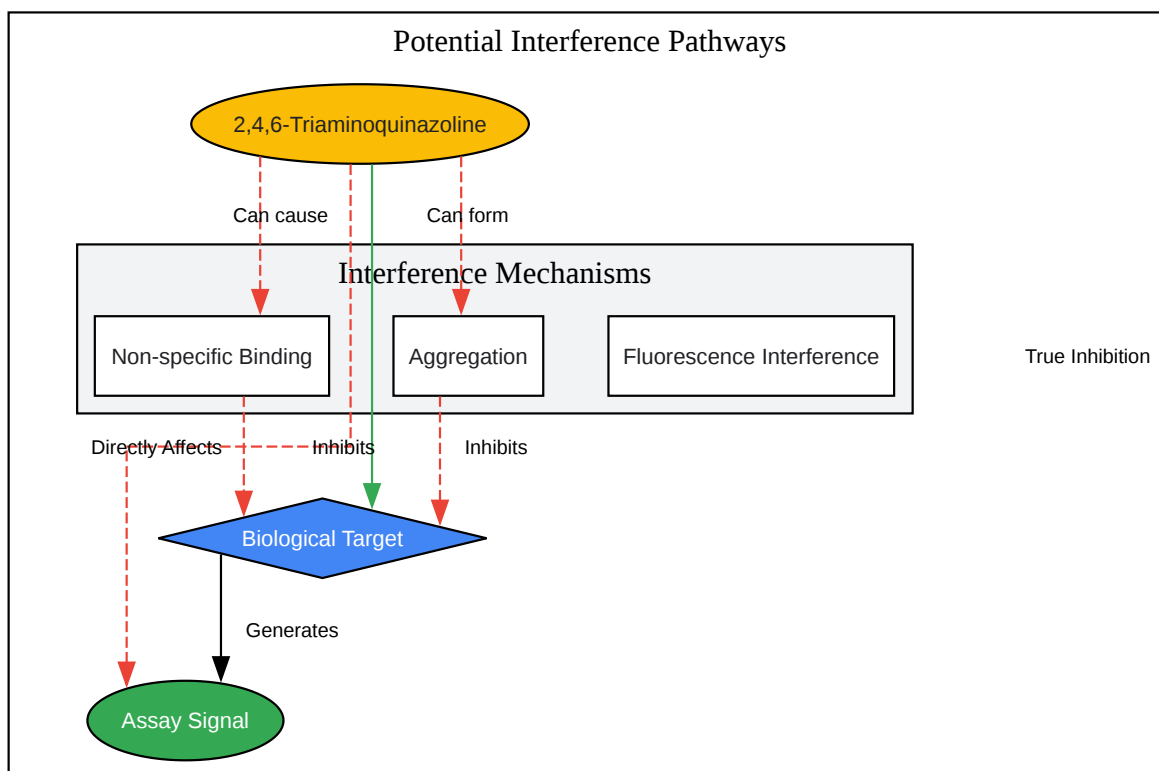 Potential Interference Pathways
2,4,6-Triaminoquinazoline
Can cause
Can form
Interference Mechanisms
Non-specific Binding
Aggregation
Fluorescence Interference
True Inhibition
Directly Affects
Inhibits
Inhibits
Biological Target
Generates
Assay Signal